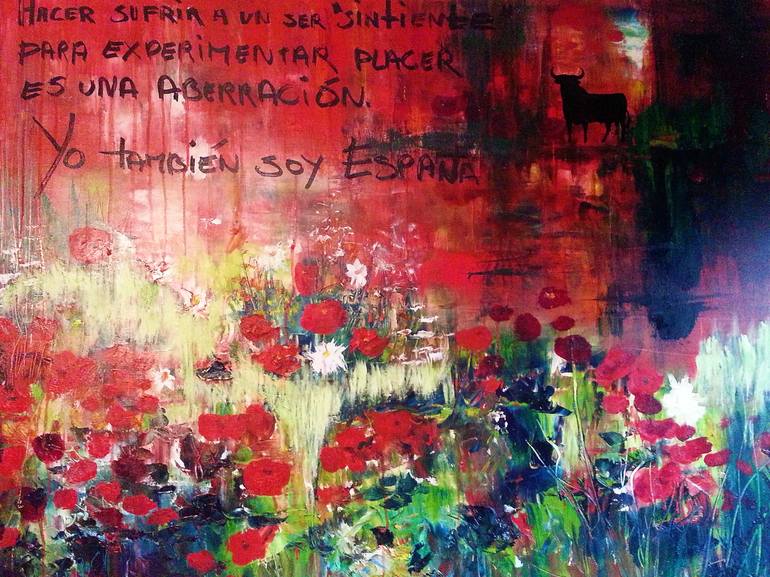 HACER SUFRIR A UN SER "SINTIENTE"
PARA EXPERIMENTAR PLACER
ES UNA ABERRACIÓN.
YO TAMBIÉN SOY ESPAÑA